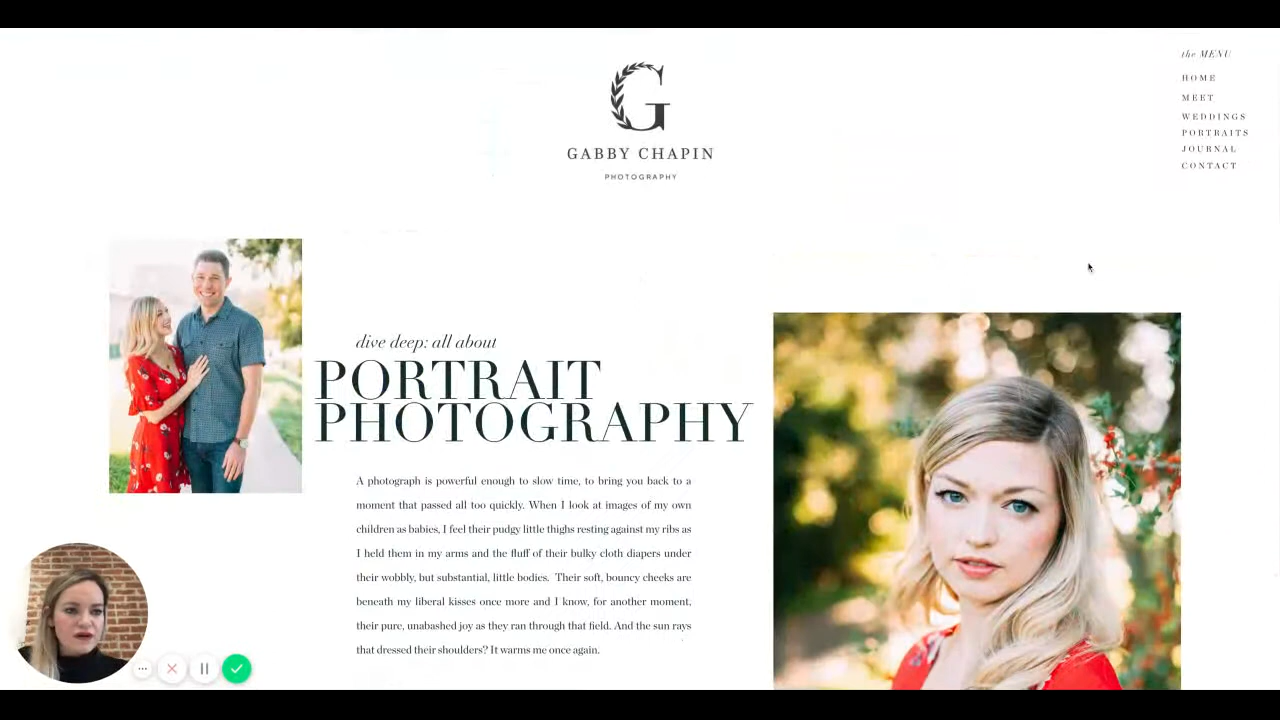 G
GABBY CHAPIN
PHOTOGRAPHY
the MENU
HOME
MEET
WEDDINGS
PORTRAITS
JOURNAL
CONTACT
dive deep: all about
PORTRAIT
PHOTOGRAPHY
A photograph is powerful enough to slow time, to bring you back to a
moment that passed all too quickly. When I look at images of my own
children as babies, I feel their pudgy little thighs resting against my ribs as
I held them in my arms and the fluff of their bulky cloth diapers under
their wobbly, but substantial, little bodies. Their soft, bouncy cheeks are
beneath my liberal kisses once more and I know, for another moment,
their pure, unabashed joy as they ran through that field. And the sun rays
that dressed their shoulders? It warms me once again.